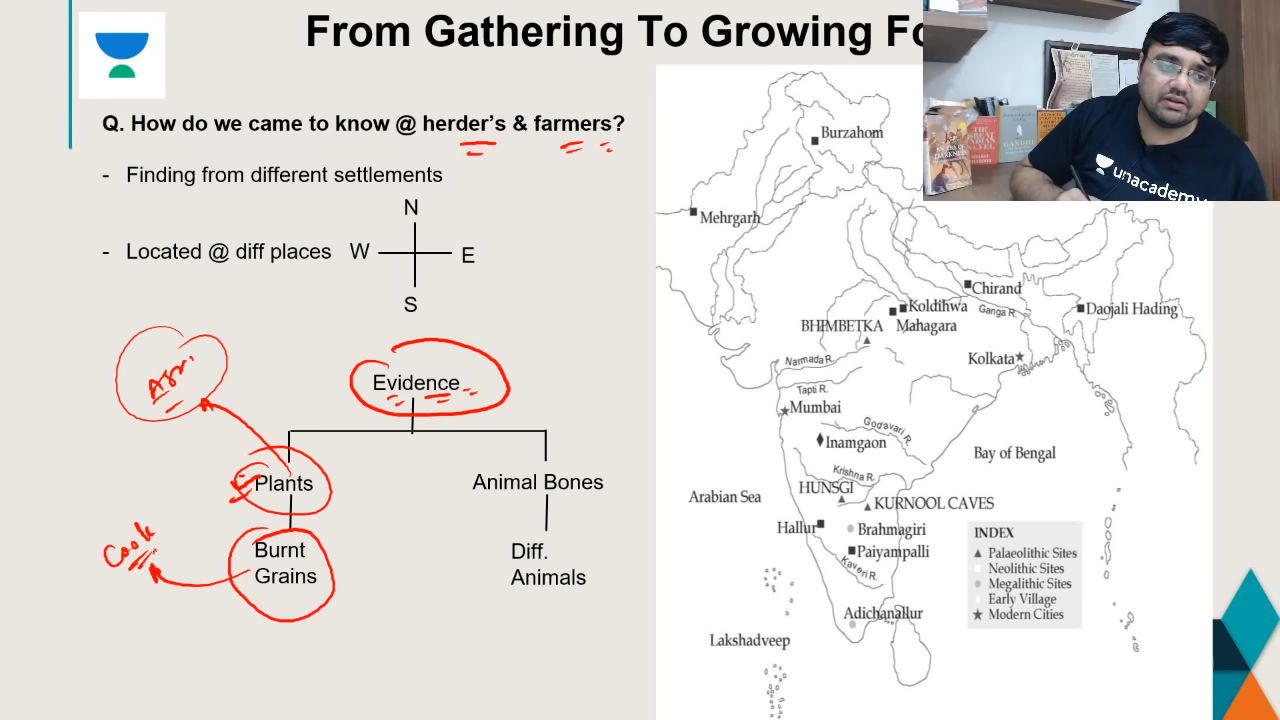 From Gathering To Growing Fo
Q. How do we came to know @ herder's & farmers?
- Finding from different settlements
N
- Located @ diff places W E
S
Evidence
Plants
Animal Bones
Burnt
Grains
Diff.
Animals
Cook
Burzahom
Mehrgarh
Chirand
Koldihwa
Ganga R.
Daojali Hading
BHIMBETKA
Mahagara
Narmada R.
Kolkata
Tapti R.
Mumbai
Godavari R.
Inamgaon
Bay of Bengal
Krishna R.
HUNSGI
Arabian Sea
KURNOOL CAVES
Hallur
Brahmagiri
Paiyampalli
Kaveri R.
Adichanallur
Lakshadveep
INDEX
Palaeolithic Sites
Neolithic Sites
Megalithic Sites
Early Village
Modern Cities
unacademy
GANDHI